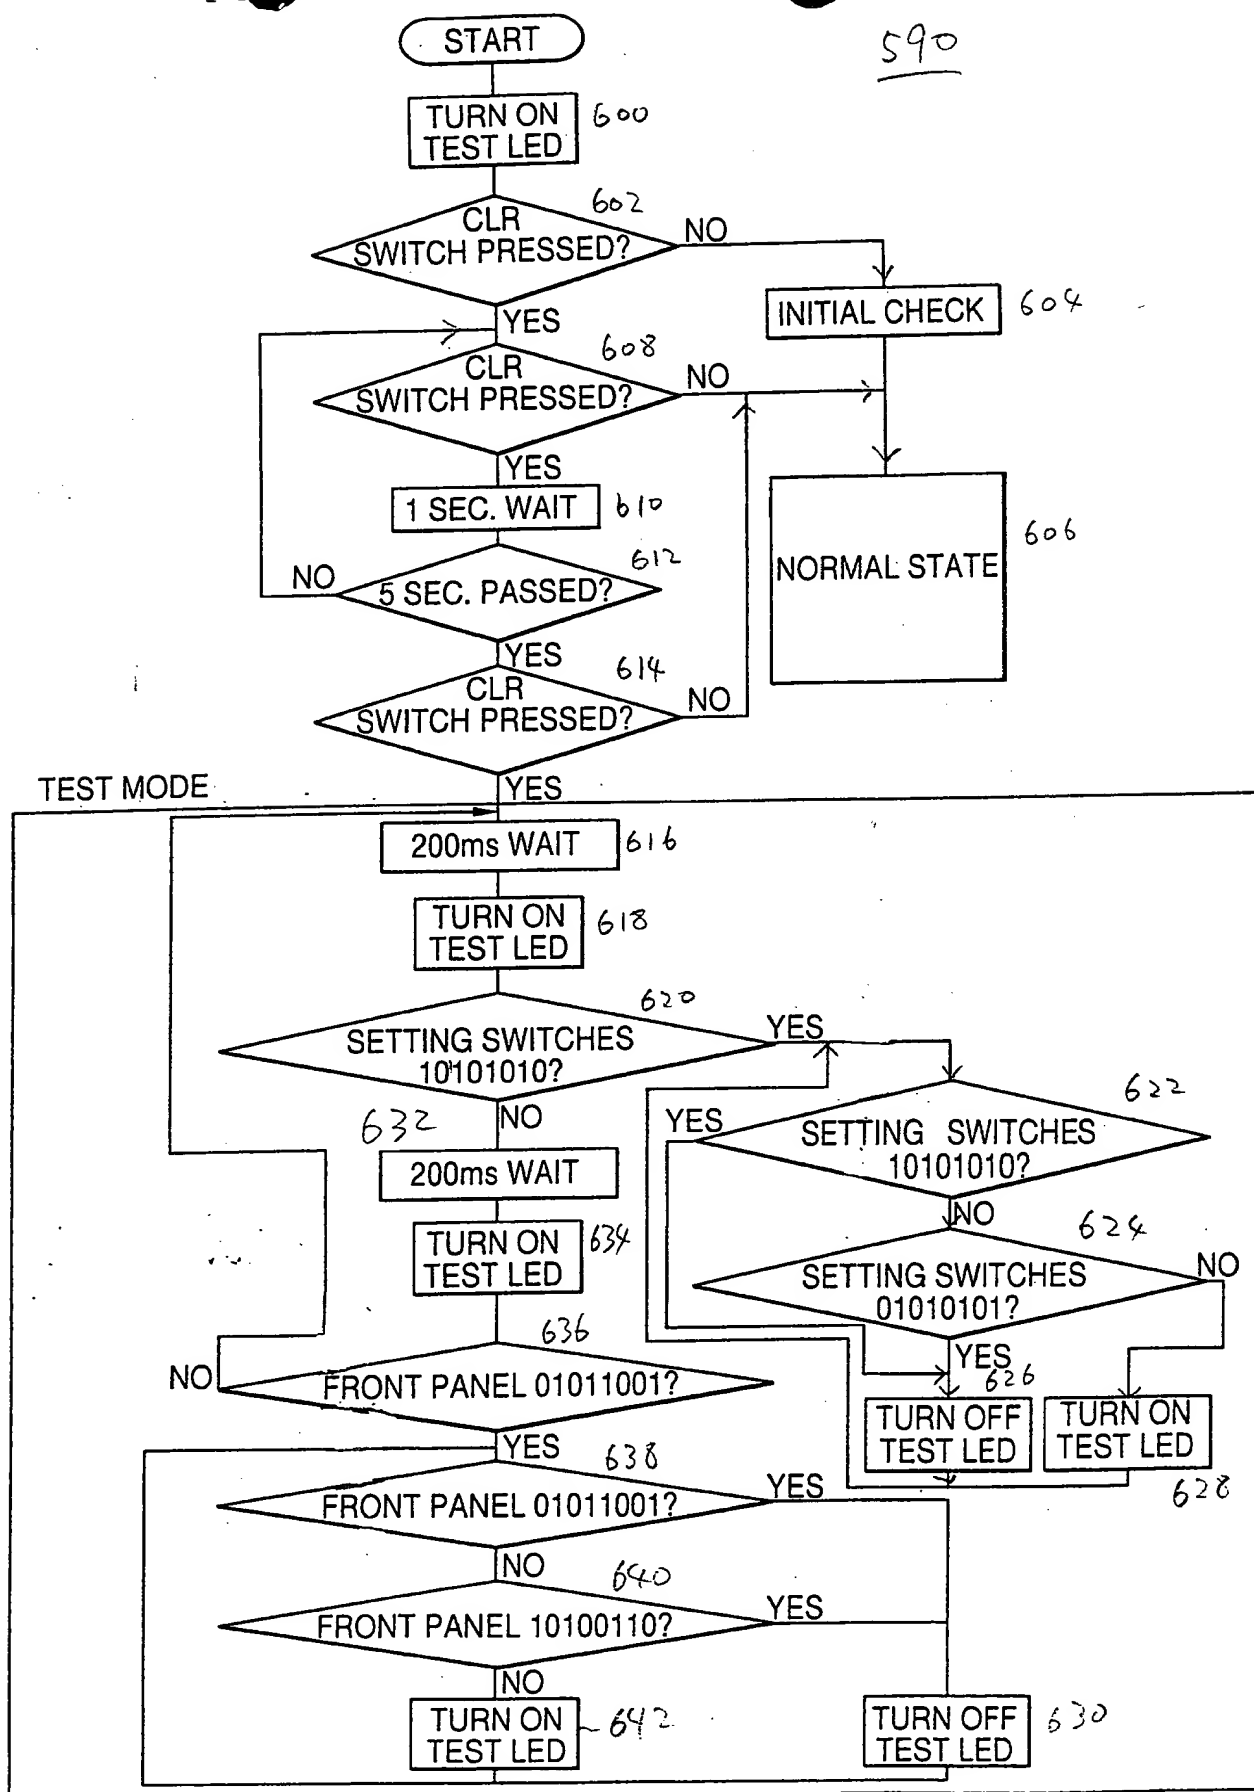 590
START
TURN ON
TEST LED
600
CLR
SWITCH PRESSED?
602
NO
YES
INITIAL CHECK
604
CLR
SWITCH PRESSED?
608
NO
YES
1 SEC. WAIT
610
NORMAL STATE
606
5 SEC. PASSED?
612
NO
YES
CLR
SWITCH PRESSED?
614
NO
YES
TEST MODE
200ms WAIT
616
TURN ON
TEST LED
618
SETTING SWITCHES
10101010?
620
YES
NO
SETTING SWITCHES
10101010?
622
YES
NO
632
200ms WAIT
TURN ON
TEST LED
634
SETTING SWITCHES
01010101?
624
NO
YES
626
TURN OFF
TEST LED
TURN ON
TEST LED
628
636
FRONT PANEL 01011001?
NO
YES
638
FRONT PANEL 01011001?
YES
NO
640
FRONT PANEL 10100110?
YES
NO
TURN ON
TEST LED
642
TURN OFF
TEST LED
630